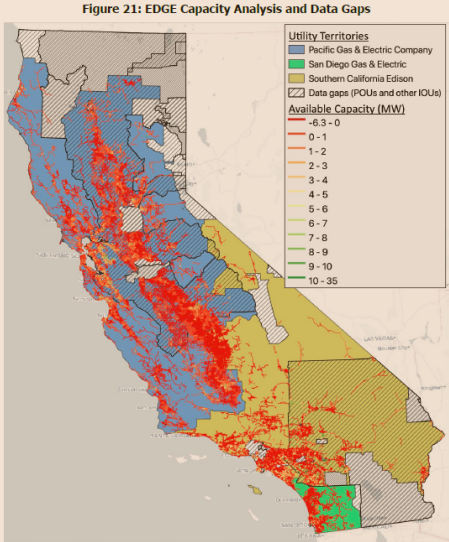 Figure 21: EDGE Capacity Analysis and Data Gaps
Utility Territories
Pacific Gas & Electric Company
San Diego Gas & Electric
Southern California Edison
Data gaps (POUs and other IOUs)
Available Capacity (MW)
-6.3 - 0
0 - 1
1 - 2
2 - 3
3 - 4
4 - 5
5 - 6
6 - 7
7 - 8
8 - 9
9 - 10
10 - 35